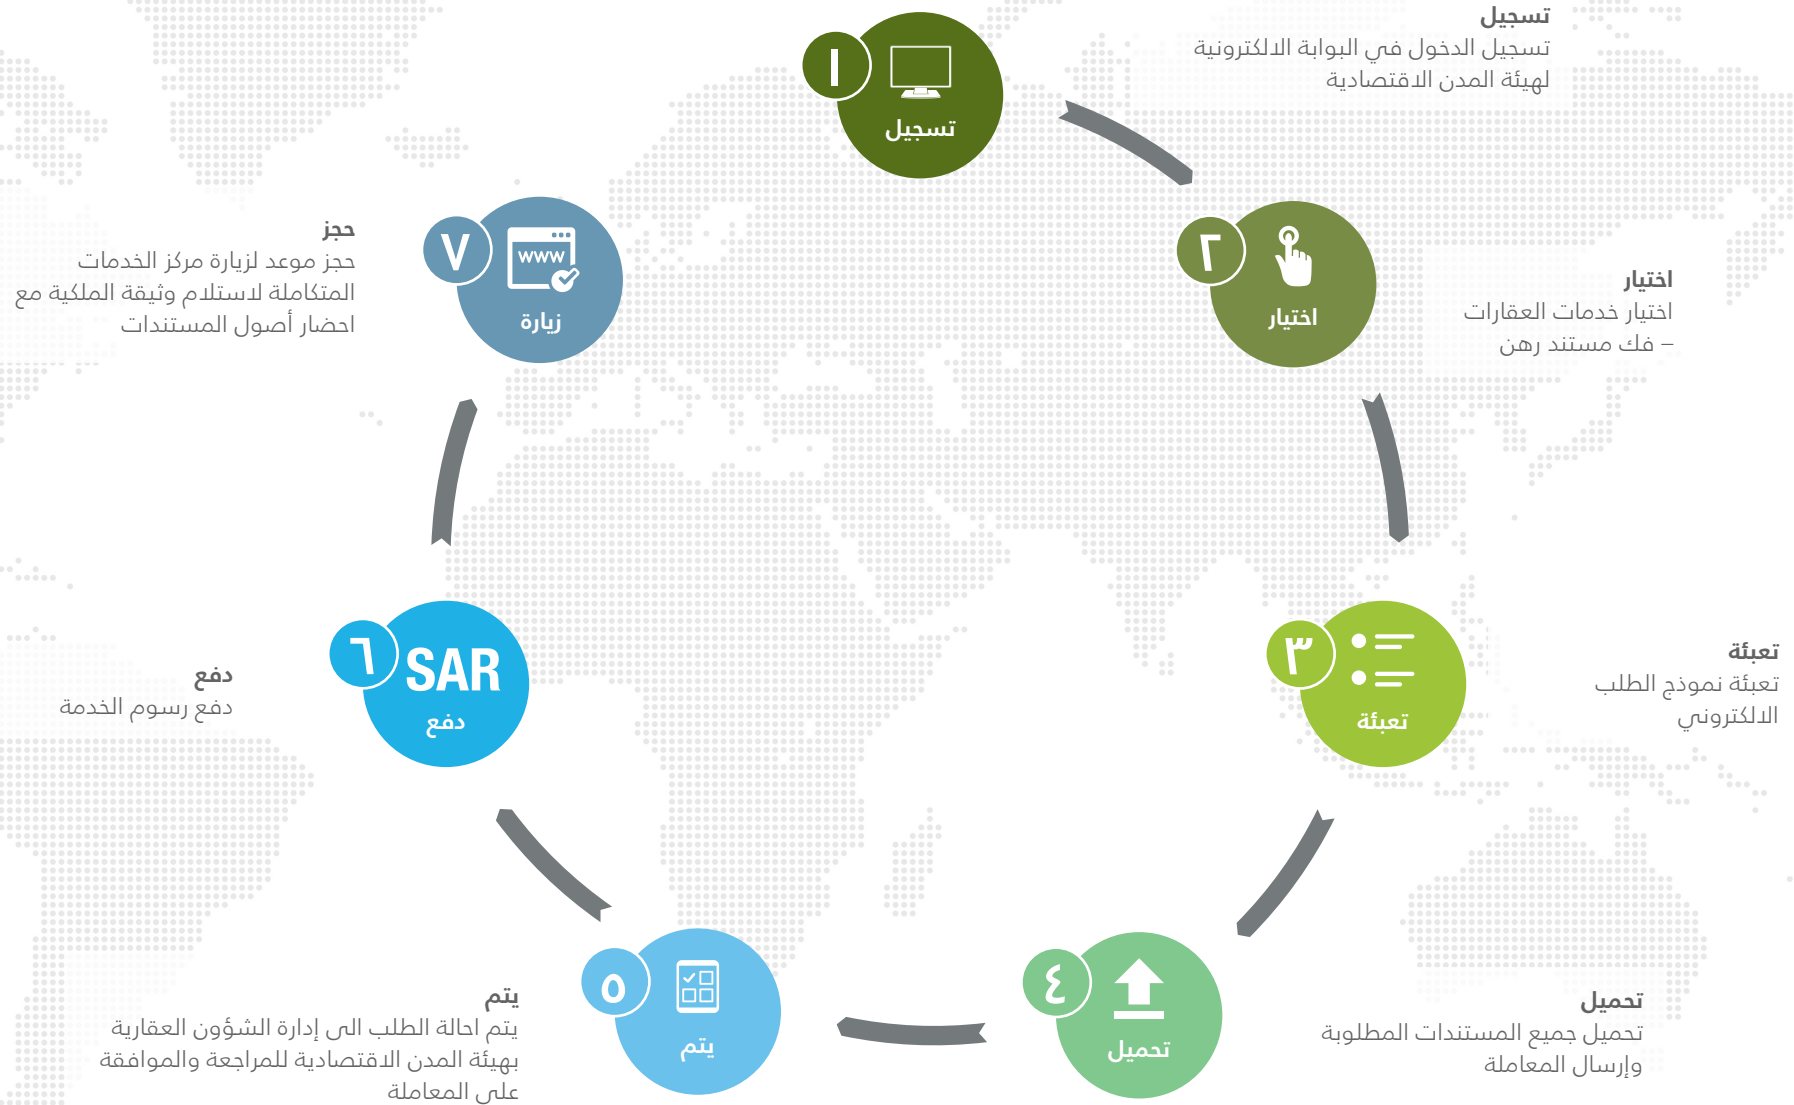 ١
تسجيل
تسجيل
تسجيل الدخول في البوابة الالكترونية
لهيئة المدن الاقتصادية
٢
اختيار
اختيار
اختيار خدمات العقارات
– فك مستند رهن
٣
تعبئة
تعبئة
تعبئة نموذج الطلب
الالكتروني
٤
تحميل
تحميل
تحميل جميع المستندات المطلوبة
وإرسال المعاملة
٥
يتم
يتم
يتم احالة الطلب الى إدارة الشؤون العقارية
بهيئة المدن الاقتصادية للمراجعة والموافقة
على المعاملة
٦
SAR
دفع
دفع
دفع رسوم الخدمة
٧
www
زيارة
حجز
حجز موعد لزيارة مركز الخدمات
المتكاملة لاستلام وثيقة الملكية مع
احضار أصول المستندات